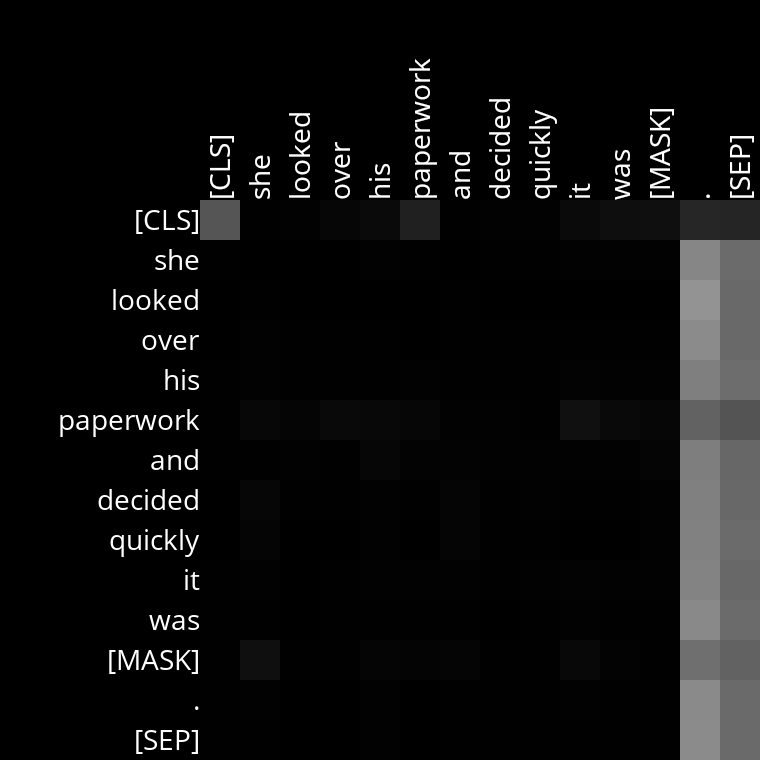 [CLS] she looked over his paperwork and decided quickly it was [MASK] . [SEP]
[CLS]
she
looked
over
his
paperwork
and
decided
quickly
it
was
[MASK]
.
[SEP]